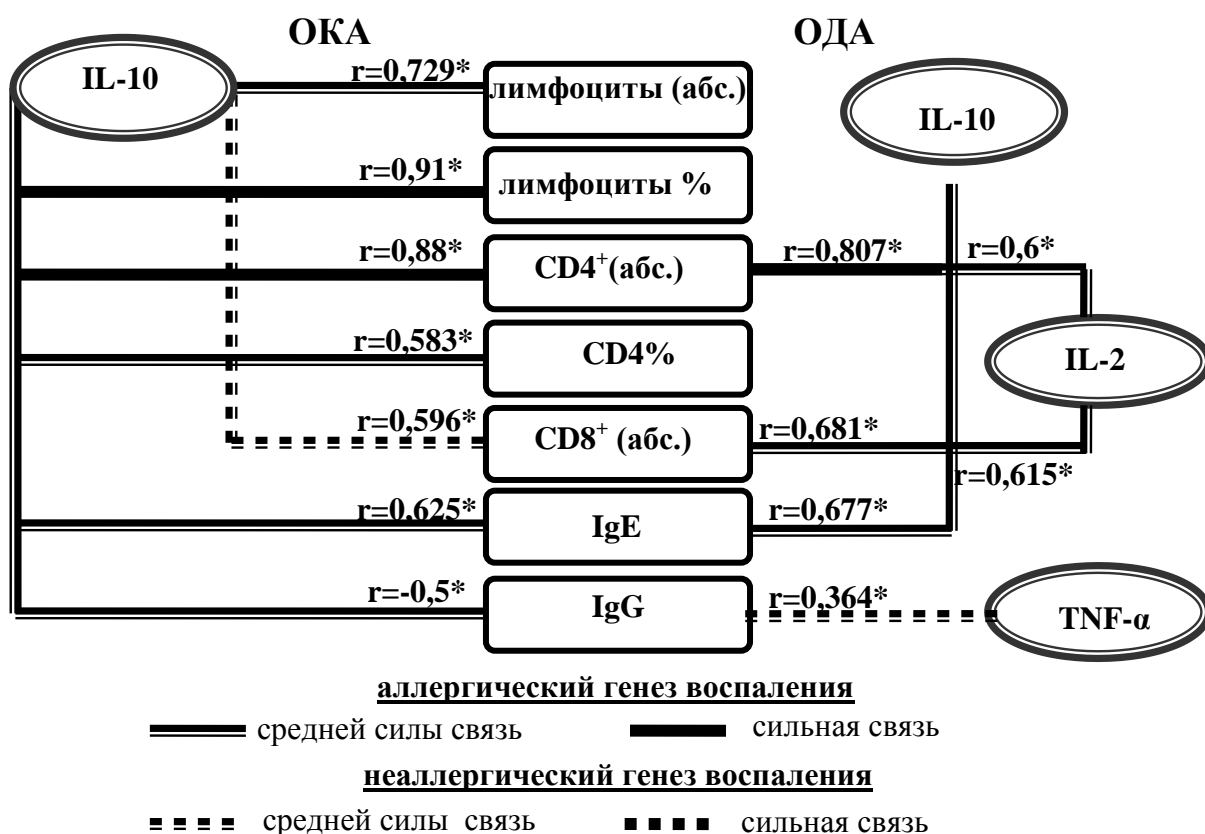 ОКА ОДА
IL-10 r=0,729* лимфоциты (абс.) IL-10
r=0,91* лимфоциты %
r=0,88* CD4+(абс.) r=0,807* r=0,6*
r=0,583* CD4% IL-2
r=0,596* CD8+ (абс.) r=0,681*
r=0,615*
r=0,625* IgE r=0,677*
r=-0,5* IgG r=0,364* TNF-α
аллергический генез воспаления
средней силы связь сильная связь
неаллергический генез воспаления
средней силы связь сильная связь